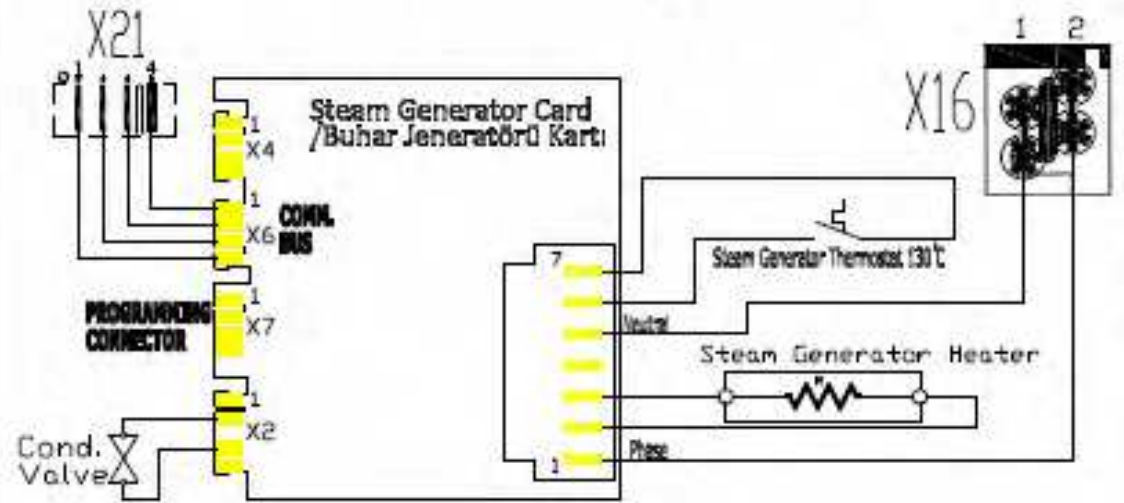 X21
1 4
Steam Generator Card
/Buhar Jeneratörü Kartı
1
X4
1
X6
COMM.
BUS
1
X7
PROGRAMMING
CONNECTOR
1
X2
Cond.
Valve
7
1
Neutral
Phase
Steam Generator Thermostat 130℃
Steam Generator Heater
1 2
X16